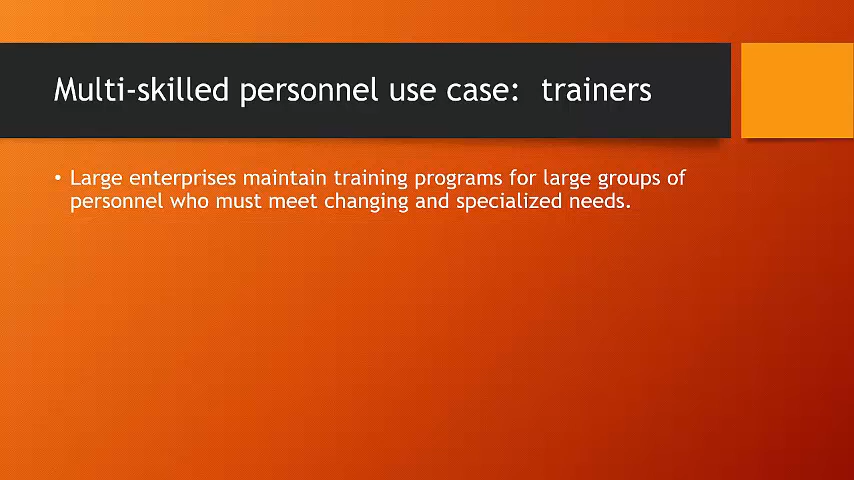 Multi-skilled personnel use case:  trainers
• Large enterprises maintain training programs for large groups of
personnel who must meet changing and specialized needs.